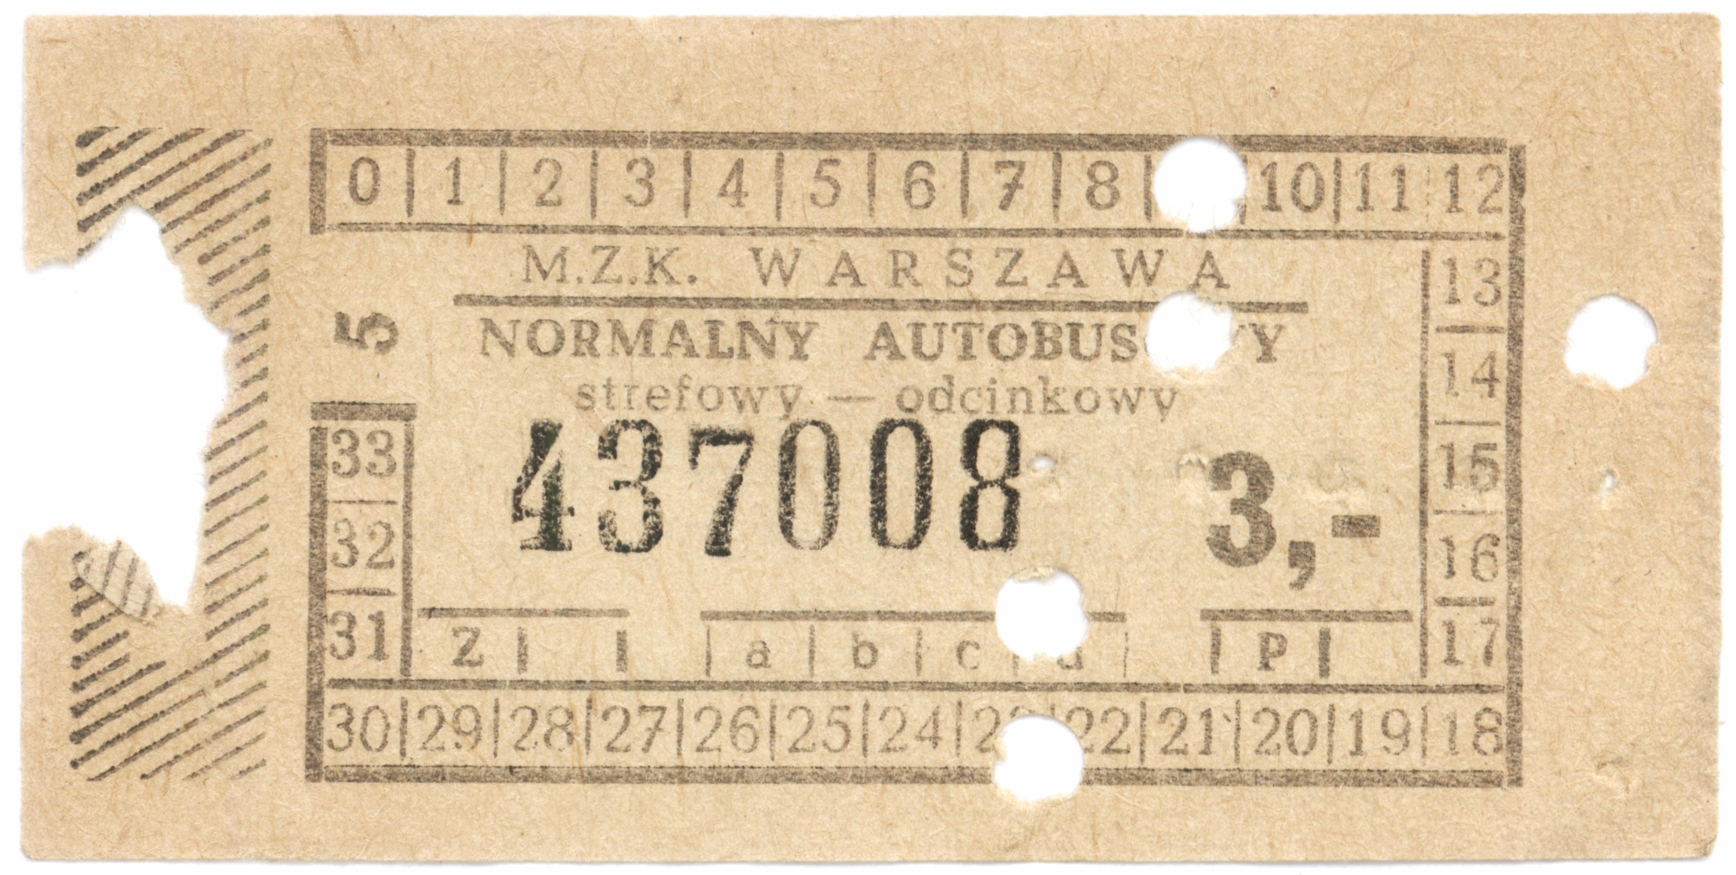 0 | 1 | 2 | 3 | 4 | 5 | 6 | 7 | 8 | 10 | 11 | 12
M.Z.K. WARSZAWA
13
5
NORMALNY
strefowy — odcinkowy
14
437008
3,-
33
15
32
16
31
Z | | | a | b | c | | P |
17
30 | 29 | 28 | 27 | 26 | 25 | 24 | 22 | 21 | 20 | 19 | 18